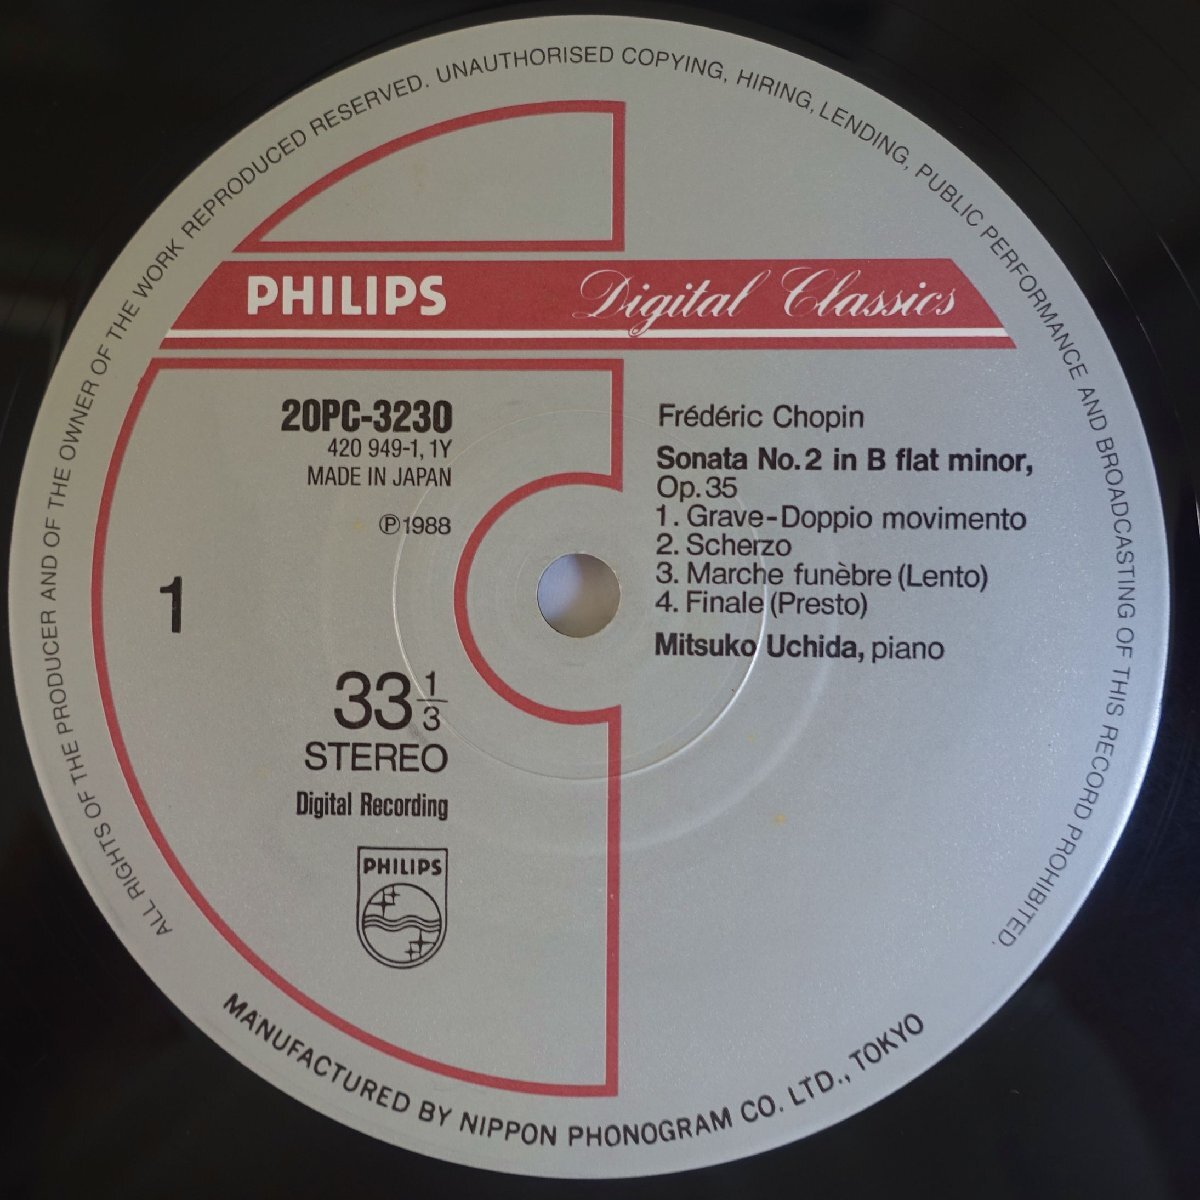 ALL RIGHTS OF THE PRODUCER AND OF THE OWNER OF THE WORK REPRODUCED RESERVED. UNAUTHORISED COPYING, HIRING, LENDING, PUBLIC PERFORMANCE AND BROADCASTING OF THIS RECORD PROHIBITED.
PHILIPS Digital Classics
20PC-3230
420 949-1, 1Y
MADE IN JAPAN
℗1988
1
33 1/3
STEREO
Digital Recording
PHILIPS
Frédéric Chopin
Sonata No. 2 in B flat minor,
Op. 35
1. Grave-Doppio movimento
2. Scherzo
3. Marche funèbre (Lento)
4. Finale (Presto)
Mitsuko Uchida, piano
MANUFACTURED BY NIPPON PHONOGRAM CO. LTD., TOKYO